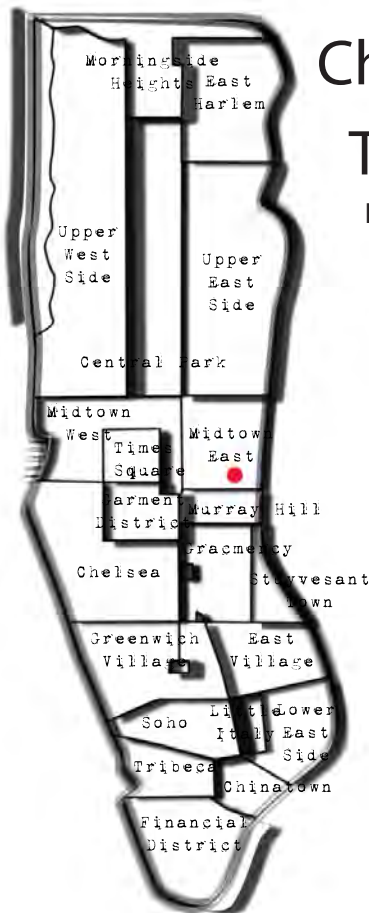 Ch
T
Morningside
Heights
East
Harlem
Upper
West
Side
Upper
East
Side
Central Park
Midtown
West
Times
Square
Midtown
East
Garment
District
Murray Hill
Gracmency
Chelsea
Stuyvesant
Town
Greenwich
Village
East
Village
Soho
Little
Italy
Lower
East
Side
Tribeca
Chinatown
Financial
District